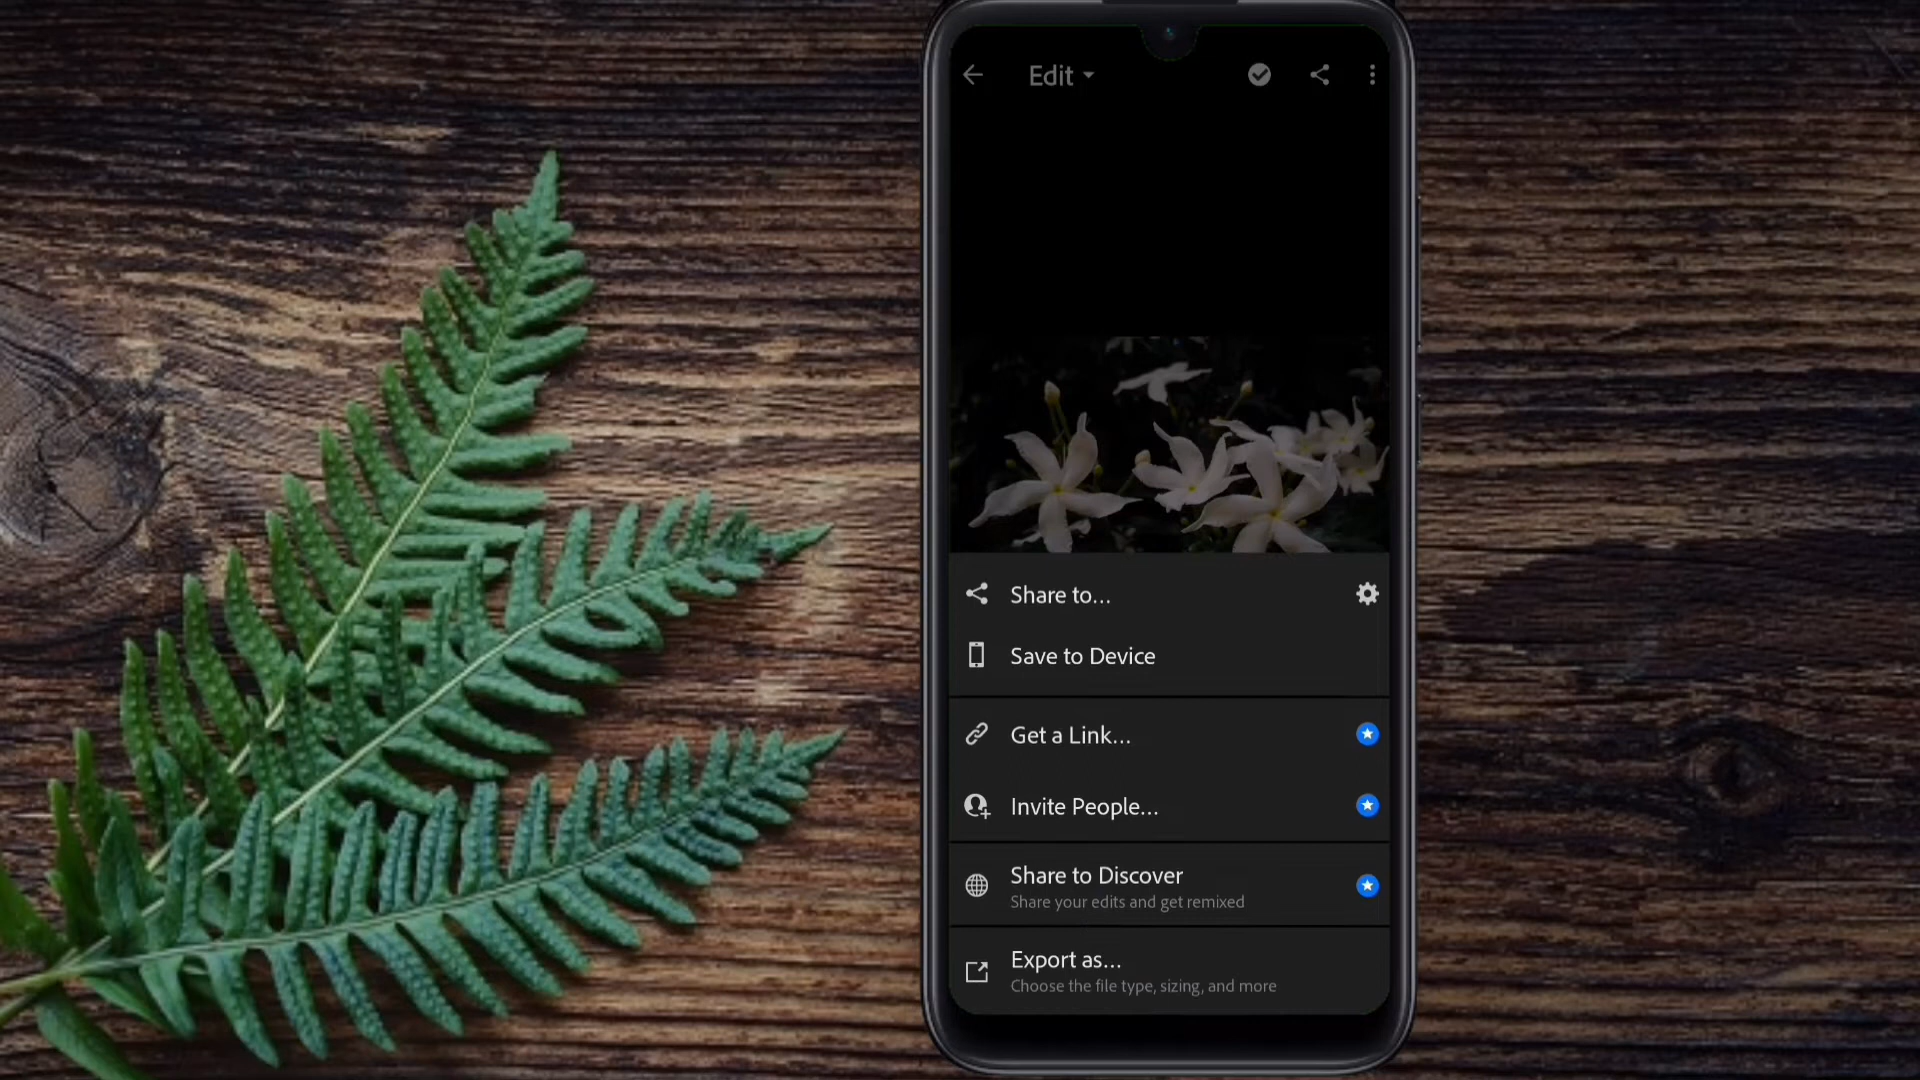 Edit
Share to...
Save to Device
Get a Link...
Invite People...
Share to Discover
Share your edits and get remixed
Export as...
Choose the file type, sizing, and more